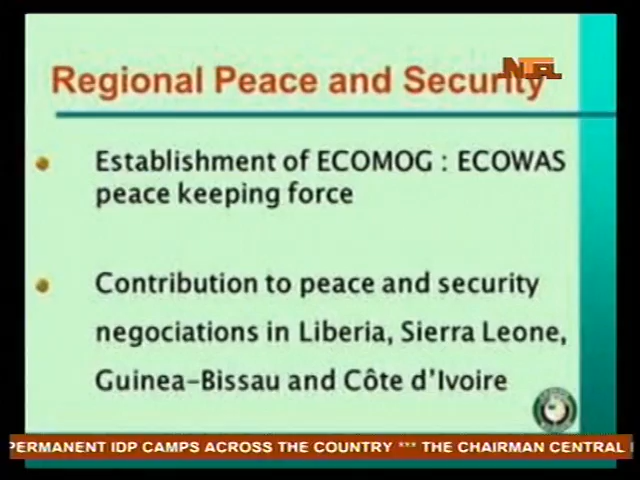 Regional Peace and Security
Establishment of ECOMOG : ECOWAS
peace keeping force
Contribution to peace and security
negociations in Liberia, Sierra Leone,
Guinea-Bissau and Côte d'Ivoire
PERMANENT IDP CAMPS ACROSS THE COUNTRY *** THE CHAIRMAN CENTRAL